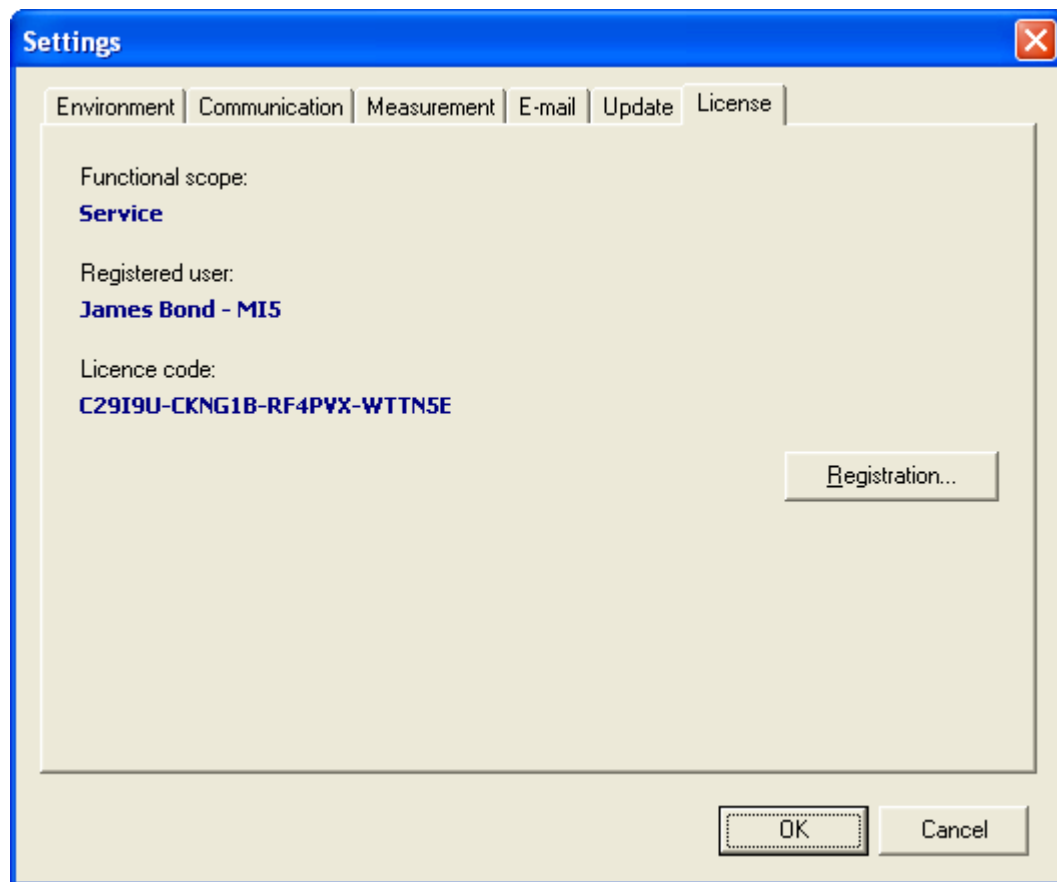 Settings
Environment Communication Measurement E-mail Update License
Functional scope:
Service
Registered user:
James Bond - MI5
Licence code:
C29I9U-CKNG1B-RF4PVX-WTTN5E
Registration...
OK Cancel